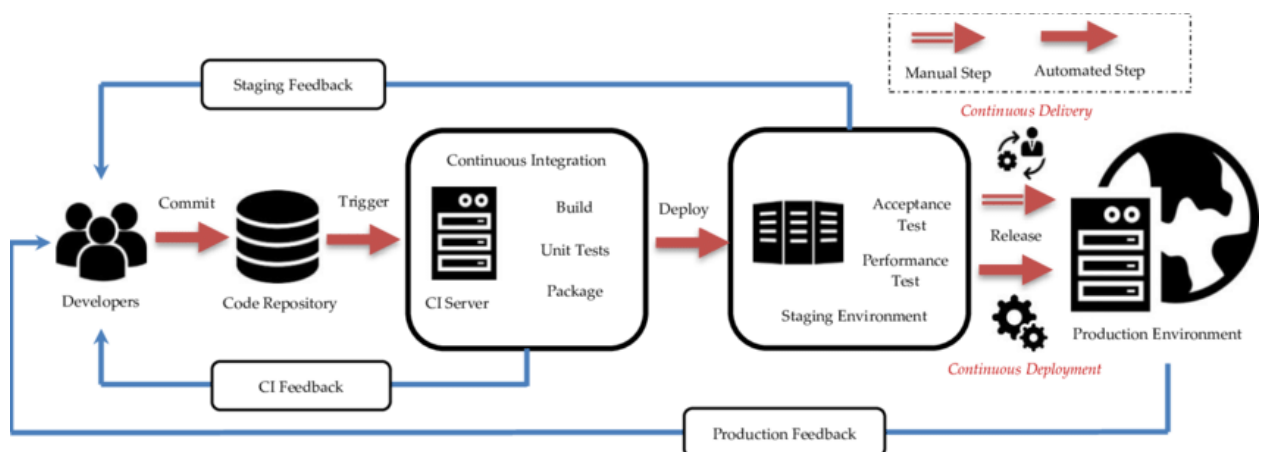 Staging Feedback
Manual Step
Automated Step
Continuous Delivery
Continuous Integration
Commit
Trigger
Build
Deploy
Acceptance
Test
Unit Tests
Release
Performance
Test
Package
Developers
Code Repository
CI Server
Staging Environment
Production Environment
Continuous Deployment
CI Feedback
Production Feedback